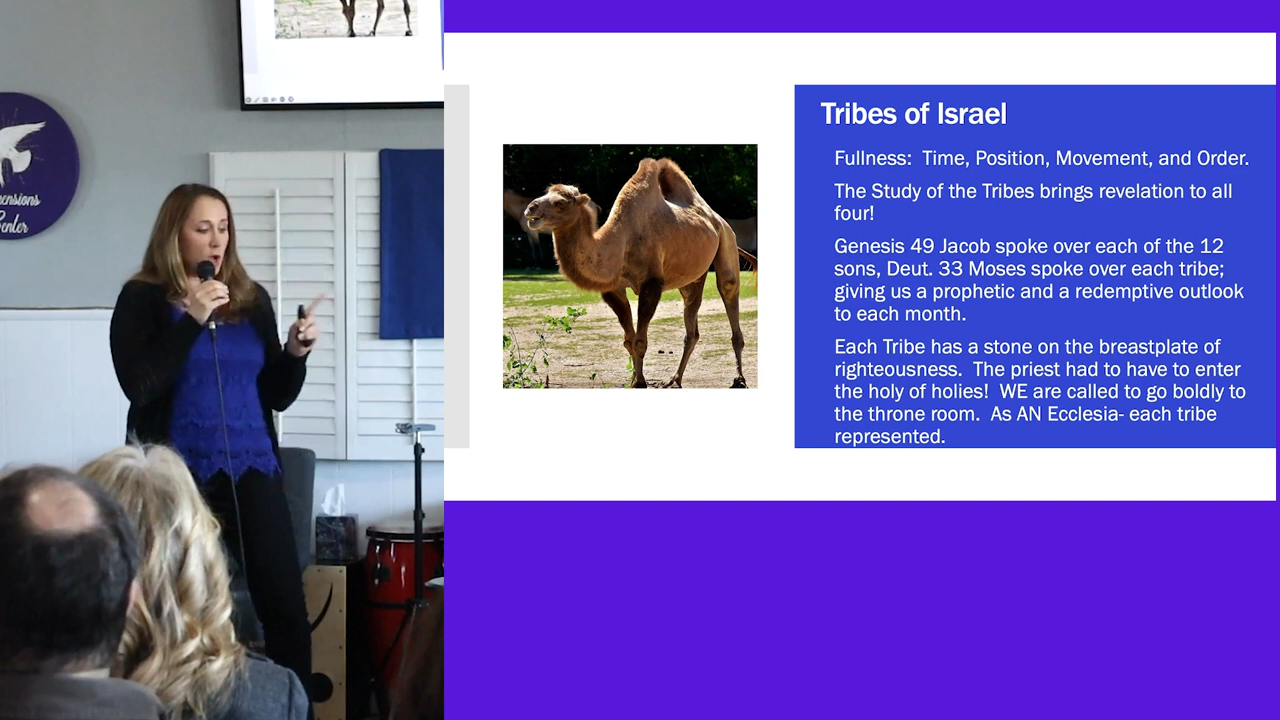 ensions
enter
Tribes of Israel
Fullness:  Time, Position, Movement, and Order.
The Study of the Tribes brings revelation to all
four!
Genesis 49 Jacob spoke over each of the 12
sons, Deut. 33 Moses spoke over each tribe;
giving us a prophetic and a redemptive outlook
to each month.
Each Tribe has a stone on the breastplate of
righteousness.  The priest had to have to enter
the holy of holies!  WE are called to go boldly to
the throne room.  As AN Ecclesia- each tribe
represented.